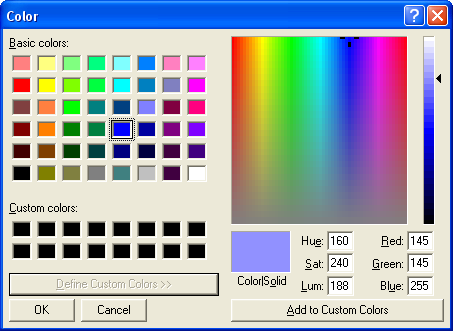 Color
Basic colors:
Custom colors:
Define Custom Colors >>
OK Cancel
Color|Solid
Hue: 160 Red: 145
Sat: 240 Green: 145
Lum: 188 Blue: 255
Add to Custom Colors